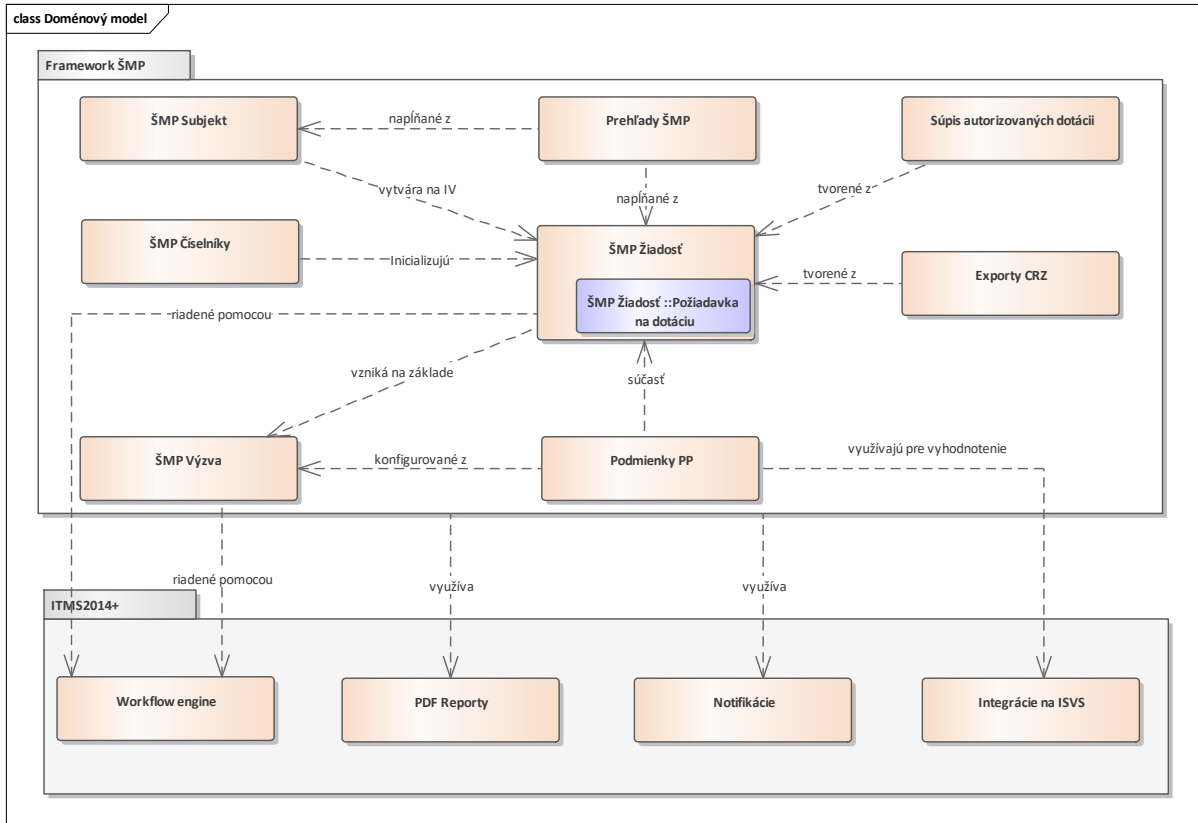 class Doménový model
Framework ŠMP
ŠMP Subjekt
napĺňané z
Prehľady ŠMP
Súpis autorizovaných dotácii
vytvára na IV
napĺňané z
tvorené z
ŠMP Číselníky
Inicializujú
ŠMP Žiadosť
ŠMP Žiadosť ::Požiadavka
na dotáciu
tvorené z
Exporty CRZ
riadené pomocou
vzniká na základe
súčasť
ŠMP Výzva
konfigurované z
Podmienky PP
využívajú pre vyhodnotenie
riadené pomocou
využíva
využíva
ITMS2014+
Workflow engine
PDF Reporty
Notifikácie
Integrácie na ISVS